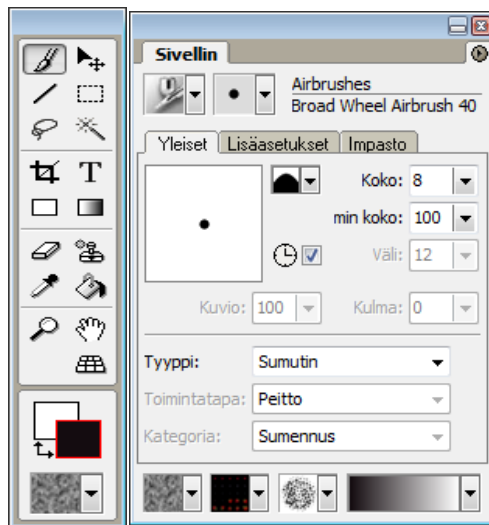 Sivellin
Airbrushes
Broad Wheel Airbrush 40
Yleiset Lisäasetukset Impasto
Koko: 8
min koko: 100
Väli: 12
Kuvio: 100 Kulma: 0
Tyyppi: Sumutin
Toimintatapa: Peitto
Kategoria: Sumennus
T